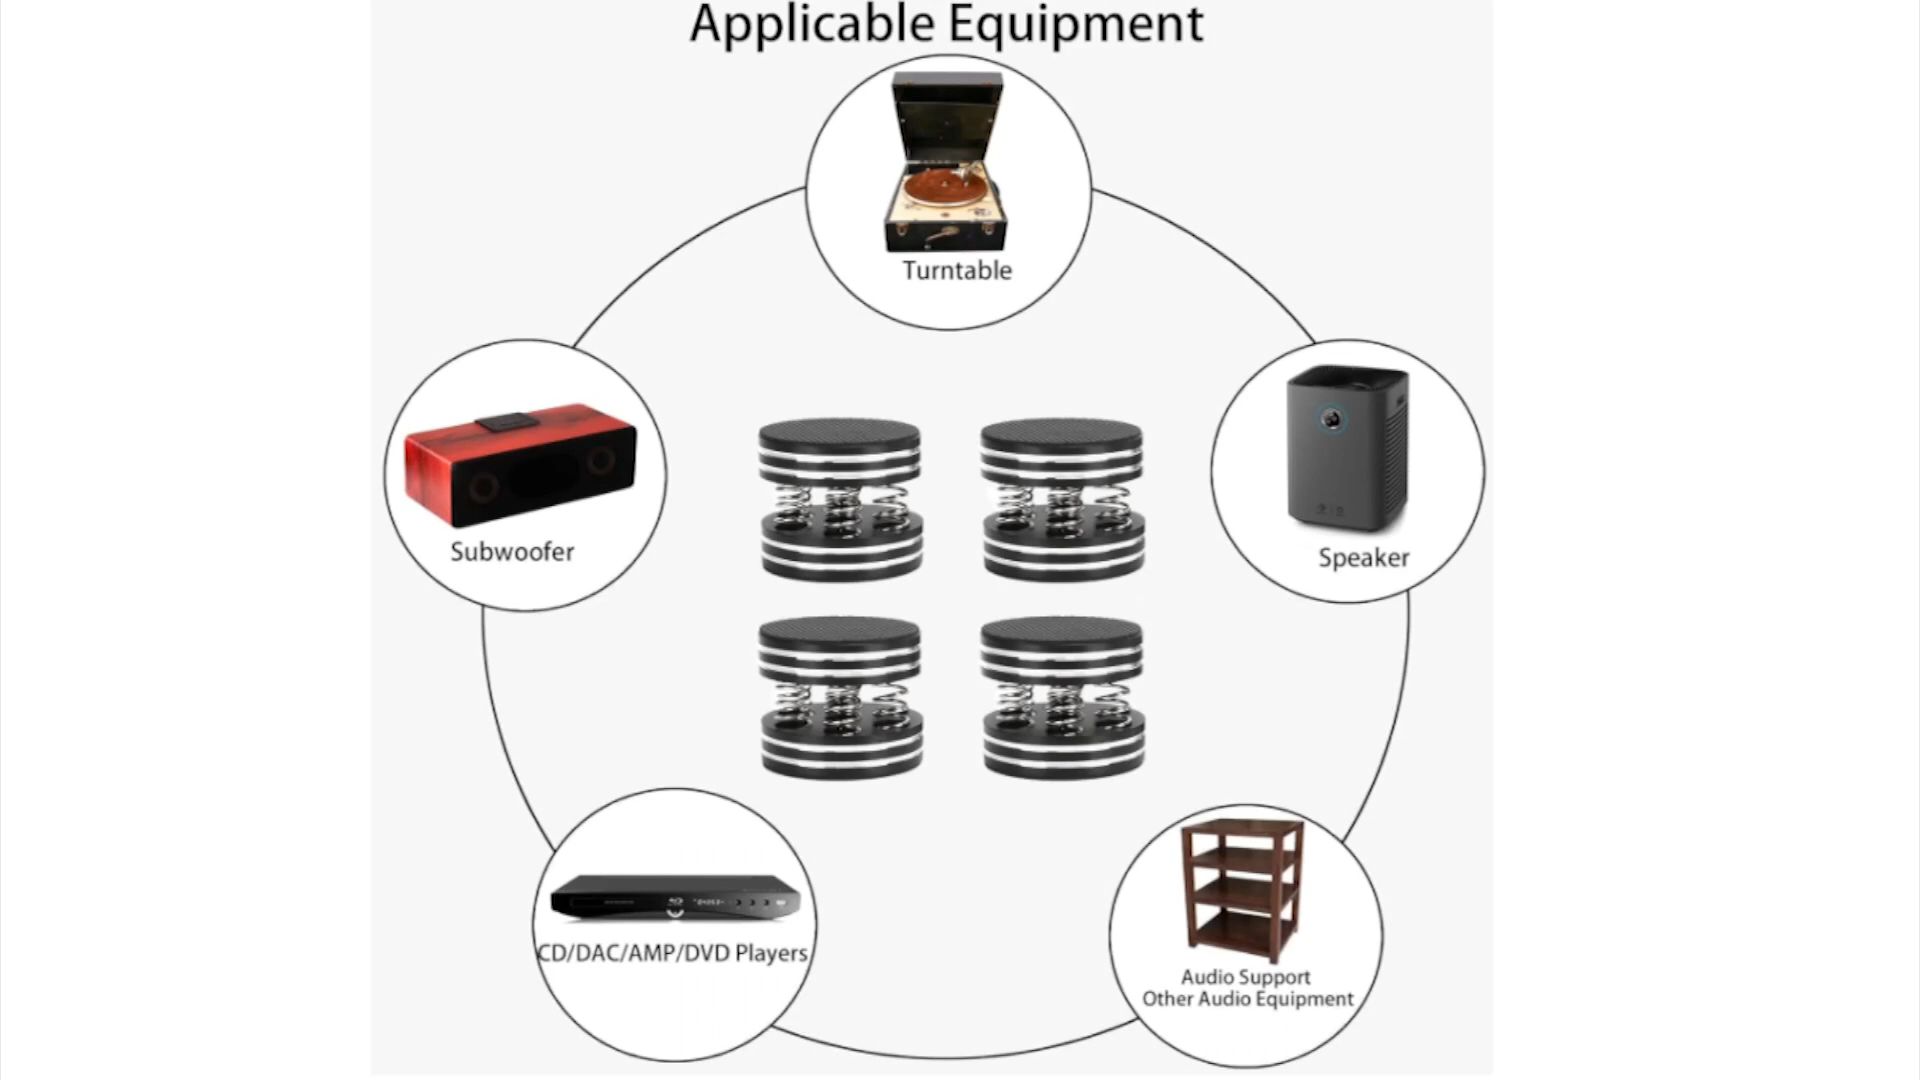 Applicable Equipment
Turntable
Subwoofer
Speaker
CD/DAC/AMP/DVD Players
Audio Support
Other Audio Equipment